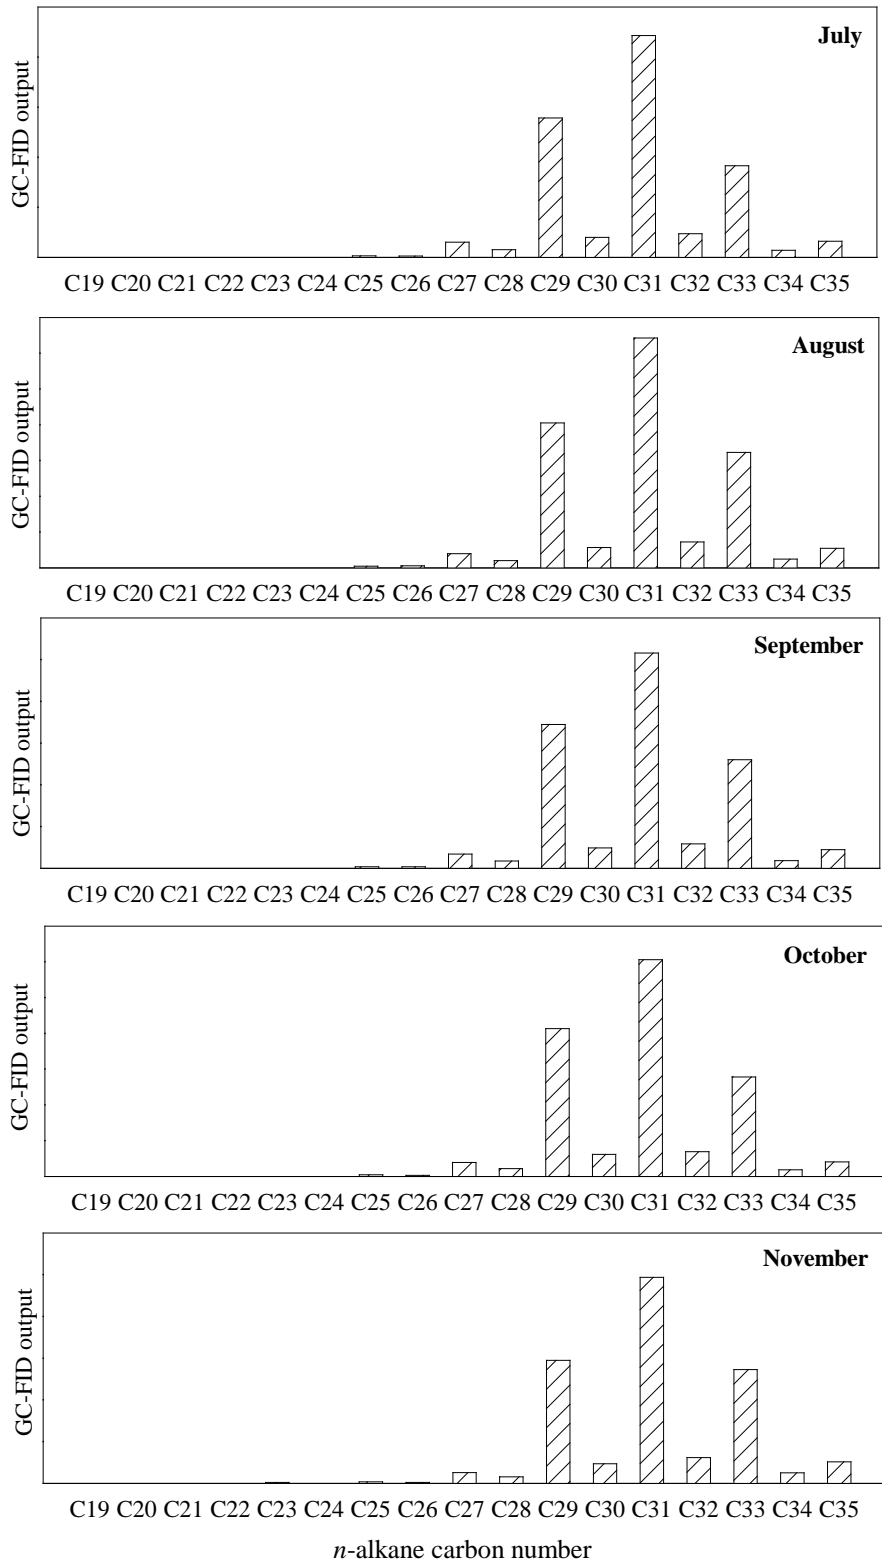 July
GC-FID output
C19 C20 C21 C22 C23 C24 C25 C26 C27 C28 C29 C30 C31 C32 C33 C34 C35
August
GC-FID output
C19 C20 C21 C22 C23 C24 C25 C26 C27 C28 C29 C30 C31 C32 C33 C34 C35
September
GC-FID output
C19 C20 C21 C22 C23 C24 C25 C26 C27 C28 C29 C30 C31 C32 C33 C34 C35
October
GC-FID output
C19 C20 C21 C22 C23 C24 C25 C26 C27 C28 C29 C30 C31 C32 C33 C34 C35
November
GC-FID output
C19 C20 C21 C22 C23 C24 C25 C26 C27 C28 C29 C30 C31 C32 C33 C34 C35
n-alkane carbon number